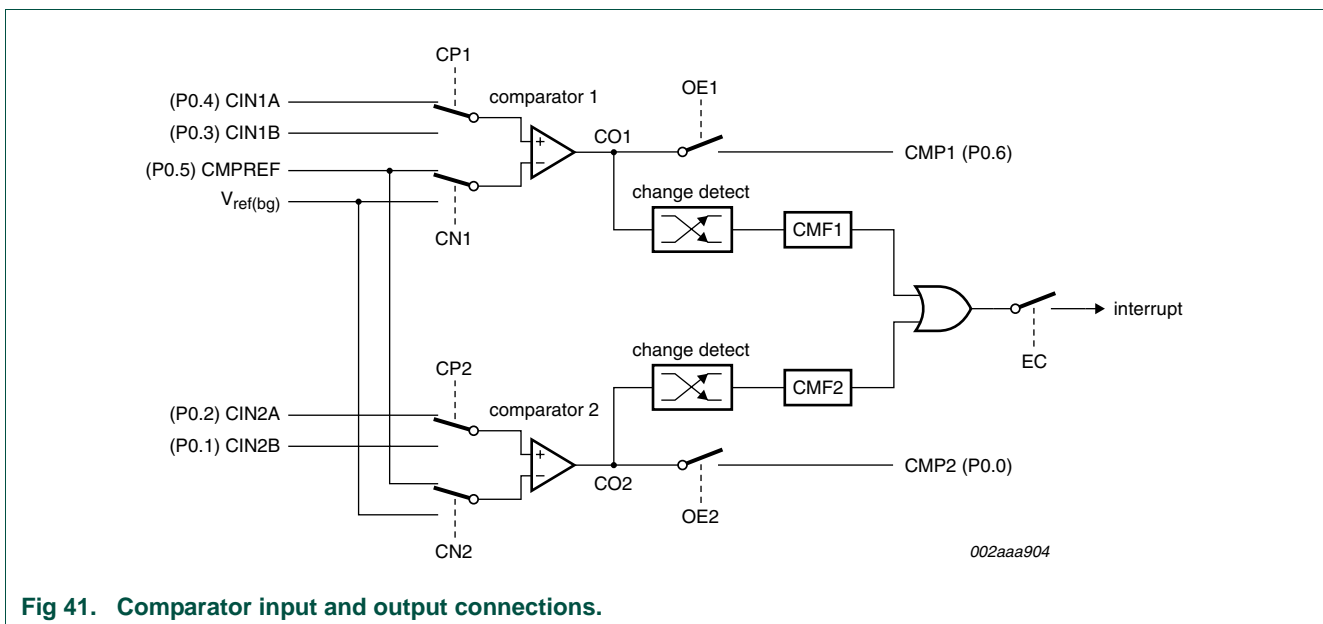 CP1
OE1
(P0.4) CIN1A
comparator 1
(P0.3) CIN1B
+
CO1
(P0.5) CMPREF
−
CMP1 (P0.6)
Vref(bg)
change detect
CN1
CMF1
interrupt
change detect
EC
CP2
CMF2
(P0.2) CIN2A
comparator 2
(P0.1) CIN2B
+
−
CMP2 (P0.0)
CO2
OE2
CN2
002aaa904
Fig 41. Comparator input and output connections.